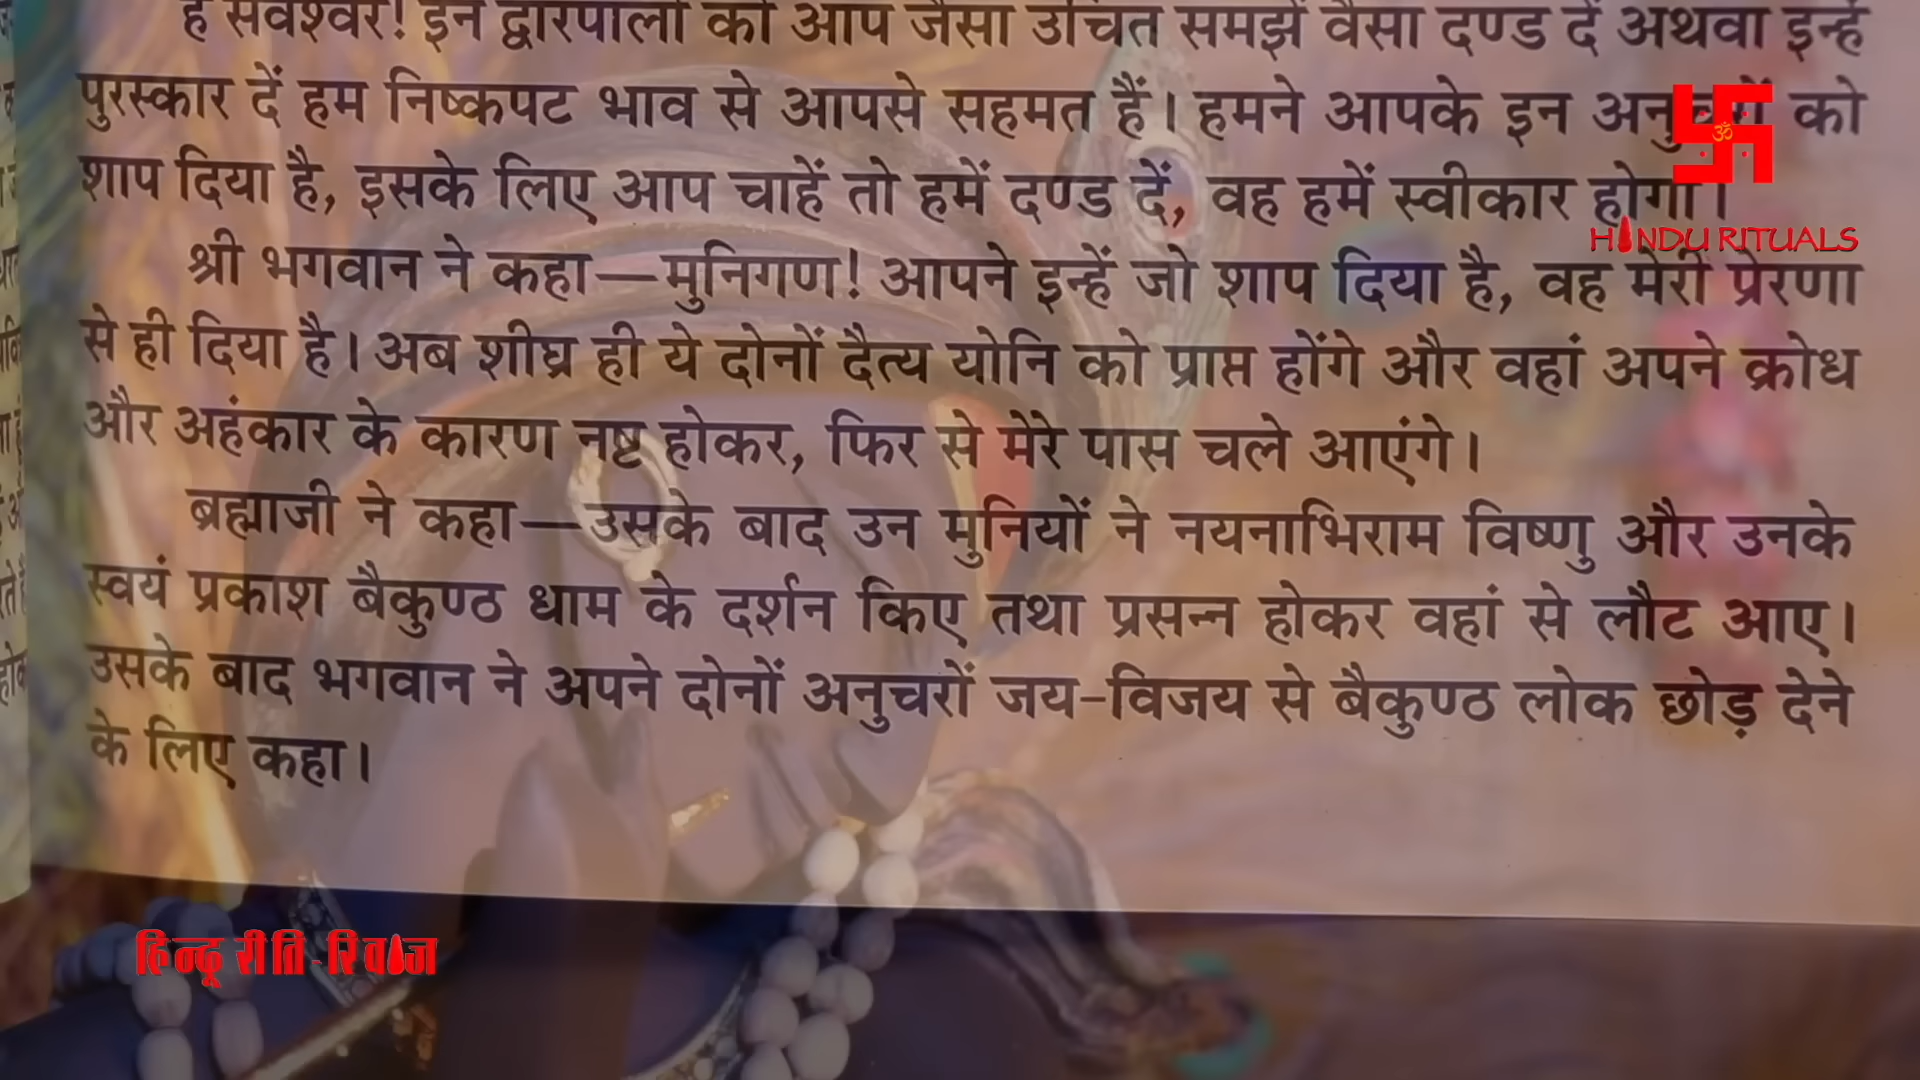 हे सर्वेश्वर! इन द्वारपालों को आप जैसा उचित समझें वैसा दण्ड दें अथवा इन्हें
पुरस्कार दें हम निष्कपट भाव से आपसे सहमत हैं। हमने आपके इन अनुचरों को
शाप दिया है, इसके लिए आप चाहें तो हमें दण्ड दें, वह हमें स्वीकार होगा।
श्री भगवान ने कहा—मुनिगण! आपने इन्हें जो शाप दिया है, वह मेरी प्रेरणा
से ही दिया है। अब शीघ्र ही ये दोनों दैत्य योनि को प्राप्त होंगे और वहां अपने क्रोध
और अहंकार के कारण नष्ट होकर, फिर से मेरे पास चले आएंगे।
ब्रह्माजी ने कहा—उसके बाद उन मुनियों ने नयनाभिराम विष्णु और उनके
स्वयं प्रकाश बैकुण्ठ धाम के दर्शन किए तथा प्रसन्न होकर वहां से लौट आए।
उसके बाद भगवान ने अपने दोनों अनुचरों जय-विजय से बैकुण्ठ लोक छोड़ देने
के लिए कहा।
ॐ
HINDU RITUALS
हिन्दू रीति-रिवाज